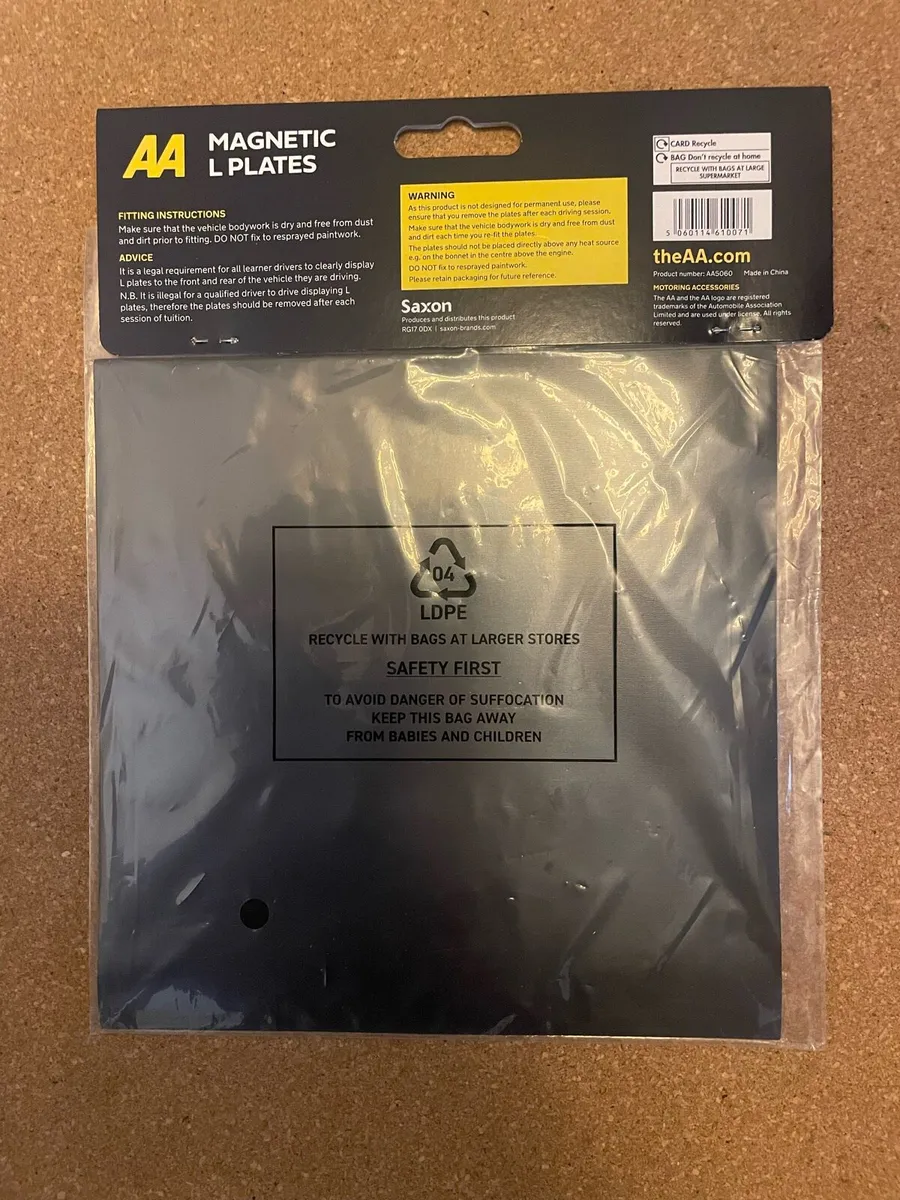 AA
MAGNETIC
L PLATES
FITTING INSTRUCTIONS
Make sure that the vehicle bodywork is dry and free from dust
and dirt prior to fitting. DO NOT fix to resprayed paintwork.
ADVICE
It is a legal requirement for all learner drivers to clearly display
L plates to the front and rear of the vehicle they are driving.
N.B. It is illegal for a qualified driver to drive displaying L
plates, therefore the plates should be removed after each
session of tuition.
WARNING
As this product is not designed for permanent use, please
ensure that you remove the plates after each driving session.
Make sure that the vehicle bodywork is dry and free from dust
and dirt each time you re-fit the plates.
The plates should not be placed directly above any heat source
e.g. on the bonnet in the centre above the engine.
DO NOT fix to resprayed paintwork.
Please retain packaging for future reference.
Saxon
Produces and distributes this product
RG17 0DX | saxon-brands.com
CARD Recycle
BAG Don't recycle at home
RECYCLE WITH BAGS AT LARGE
SUPERMARKET
5 060114 610071
theAA.com
Product number: AA5060 Made in China
MOTORING ACCESSORIES
The AA and the AA logo are registered
trademarks of the Automobile Association
Limited and are used under license. All rights
reserved.
04
LDPE
RECYCLE WITH BAGS AT LARGER STORES
SAFETY FIRST
TO AVOID DANGER OF SUFFOCATION
KEEP THIS BAG AWAY
FROM BABIES AND CHILDREN